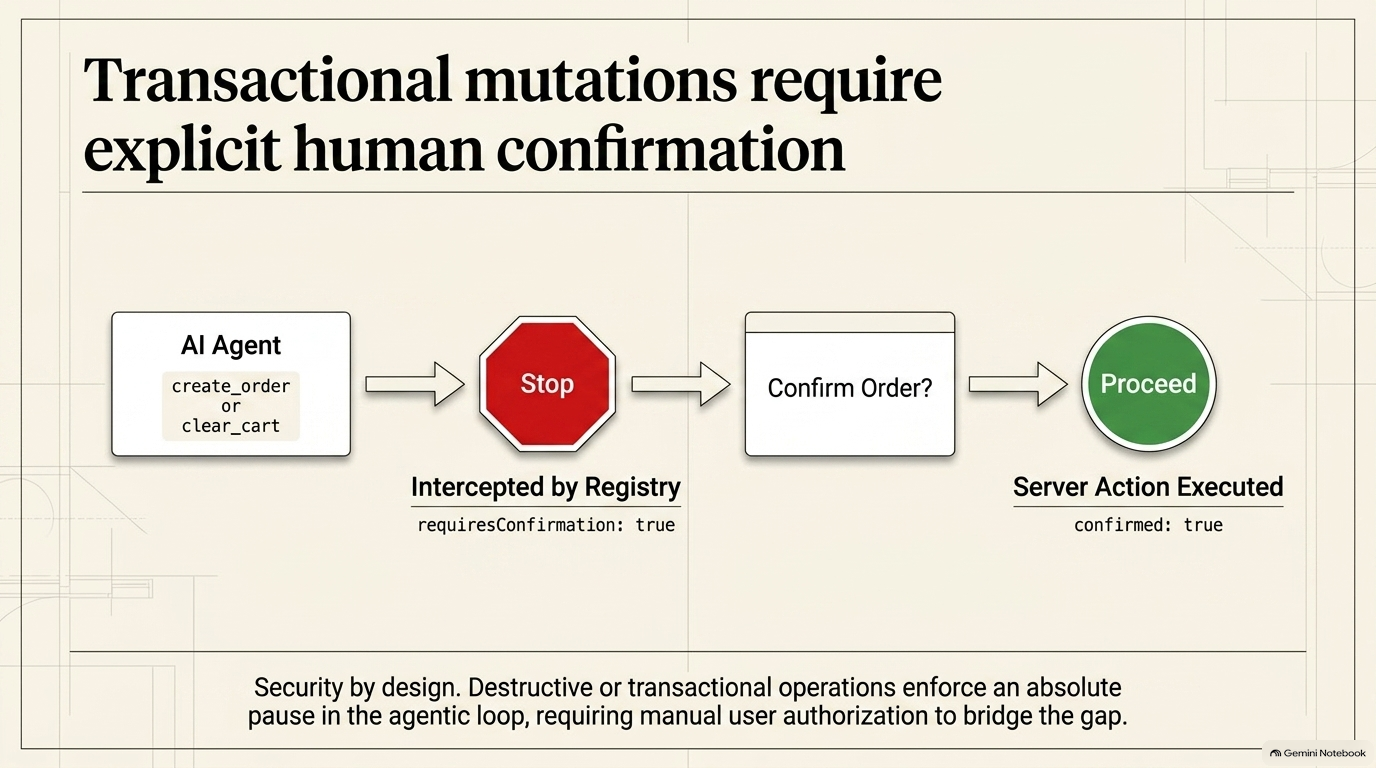 Transactional mutations require
explicit human confirmation
AI Agent
create_order
or
clear_cart
Stop
Intercepted by Registry
requiresConfirmation: true
Confirm Order?
Proceed
Server Action Executed
confirmed: true
Security by design. Destructive or transactional operations enforce an absolute
pause in the agentic loop, requiring manual user authorization to bridge the gap.
Gemini Notebook